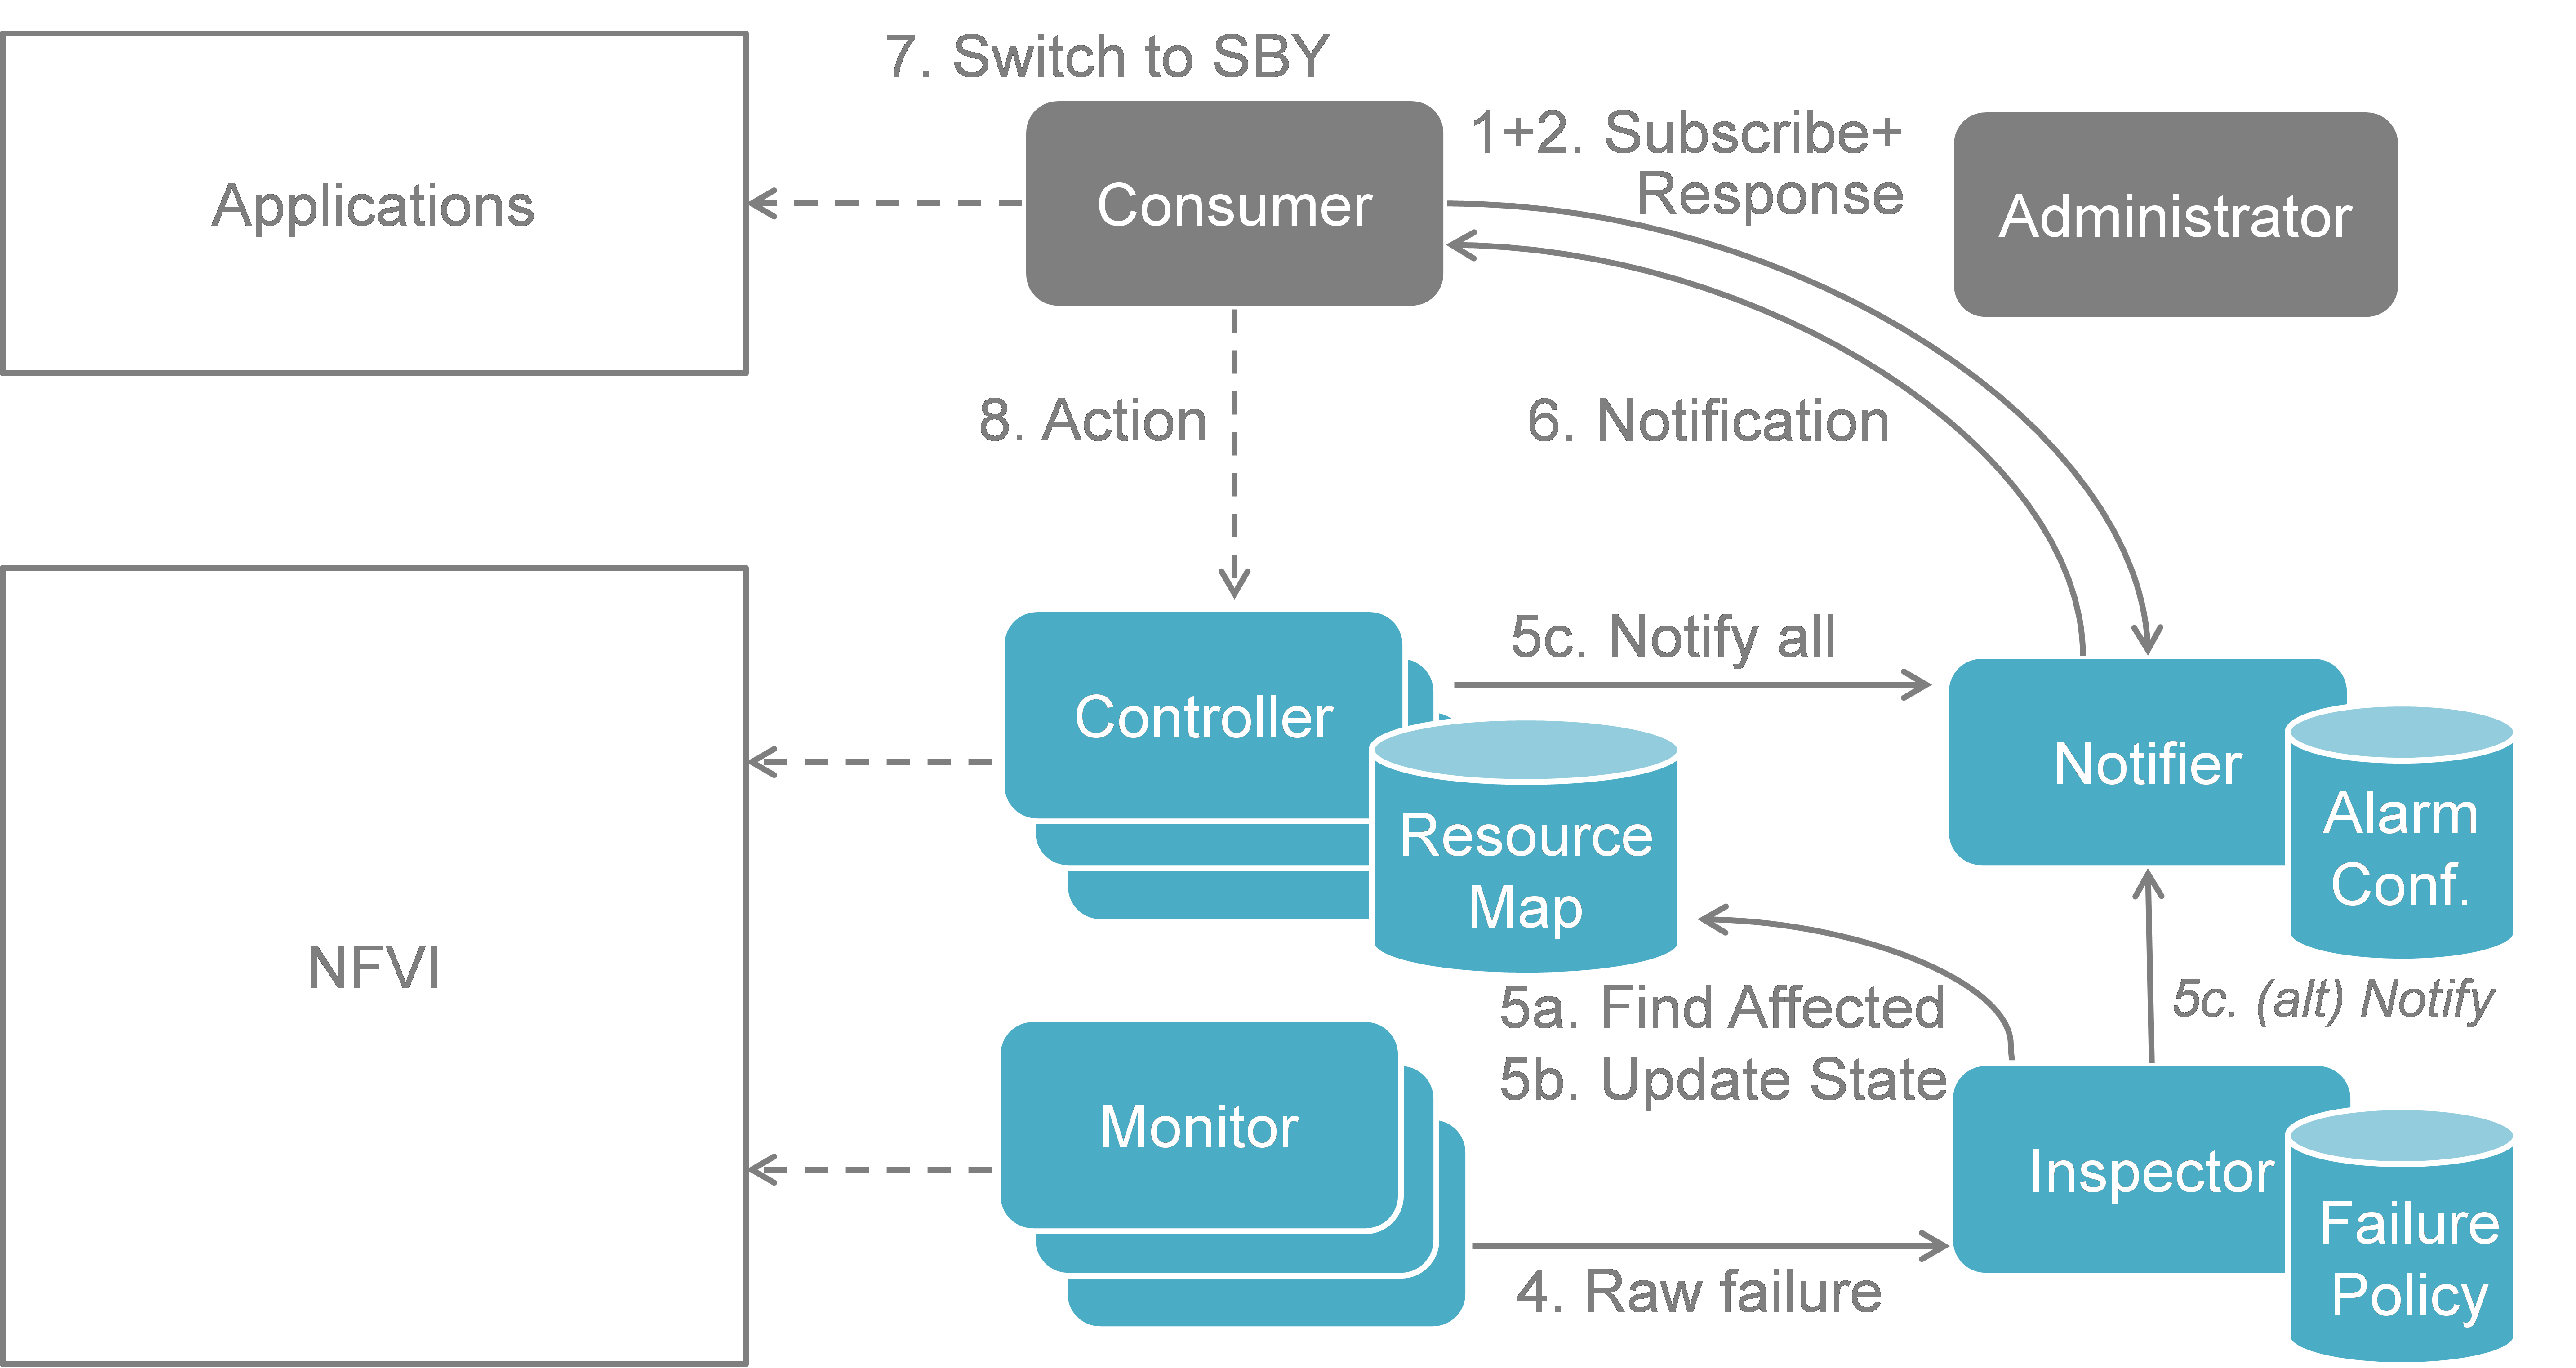 7. Switch to SBY
Applications
Consumer
1+2. Subscribe+
Response
Administrator
8. Action
6. Notification
5c. Notify all
Controller
Notifier
Resource
Map
Alarm
Conf.
NFVI
5a. Find Affected
5b. Update State
5c. (alt) Notify
Monitor
Inspector
4. Raw failure
Failure
Policy